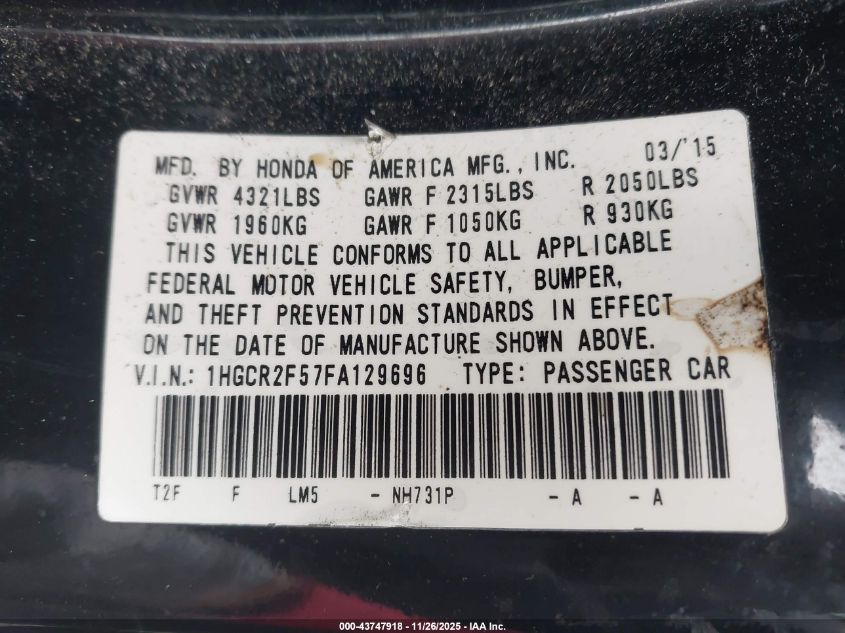 MFD. BY HONDA OF AMERICA MFG., INC. 03/'15
GVWR 4321LBS GAWR F 2315LBS R 2050LBS
GVWR 1960KG GAWR F 1050KG R 930KG
THIS VEHICLE CONFORMS TO ALL APPLICABLE
FEDERAL MOTOR VEHICLE SAFETY, BUMPER,
AND THEFT PREVENTION STANDARDS IN EFFECT
ON THE DATE OF MANUFACTURE SHOWN ABOVE.
V.I.N.: 1HGCR2F57FA129696 TYPE: PASSENGER CAR
T2F F LM5 - NH731P - A - A
000-43747918 - 11/26/2025 - IAA Inc.